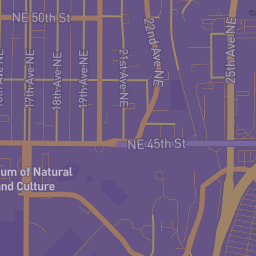 NE 50th St
22nd Ave NE
25th Ave NE
17th Ave NE
18th Ave NE
19th Ave NE
21st Ave NE
NE 45th St
um of Natural
nd Culture